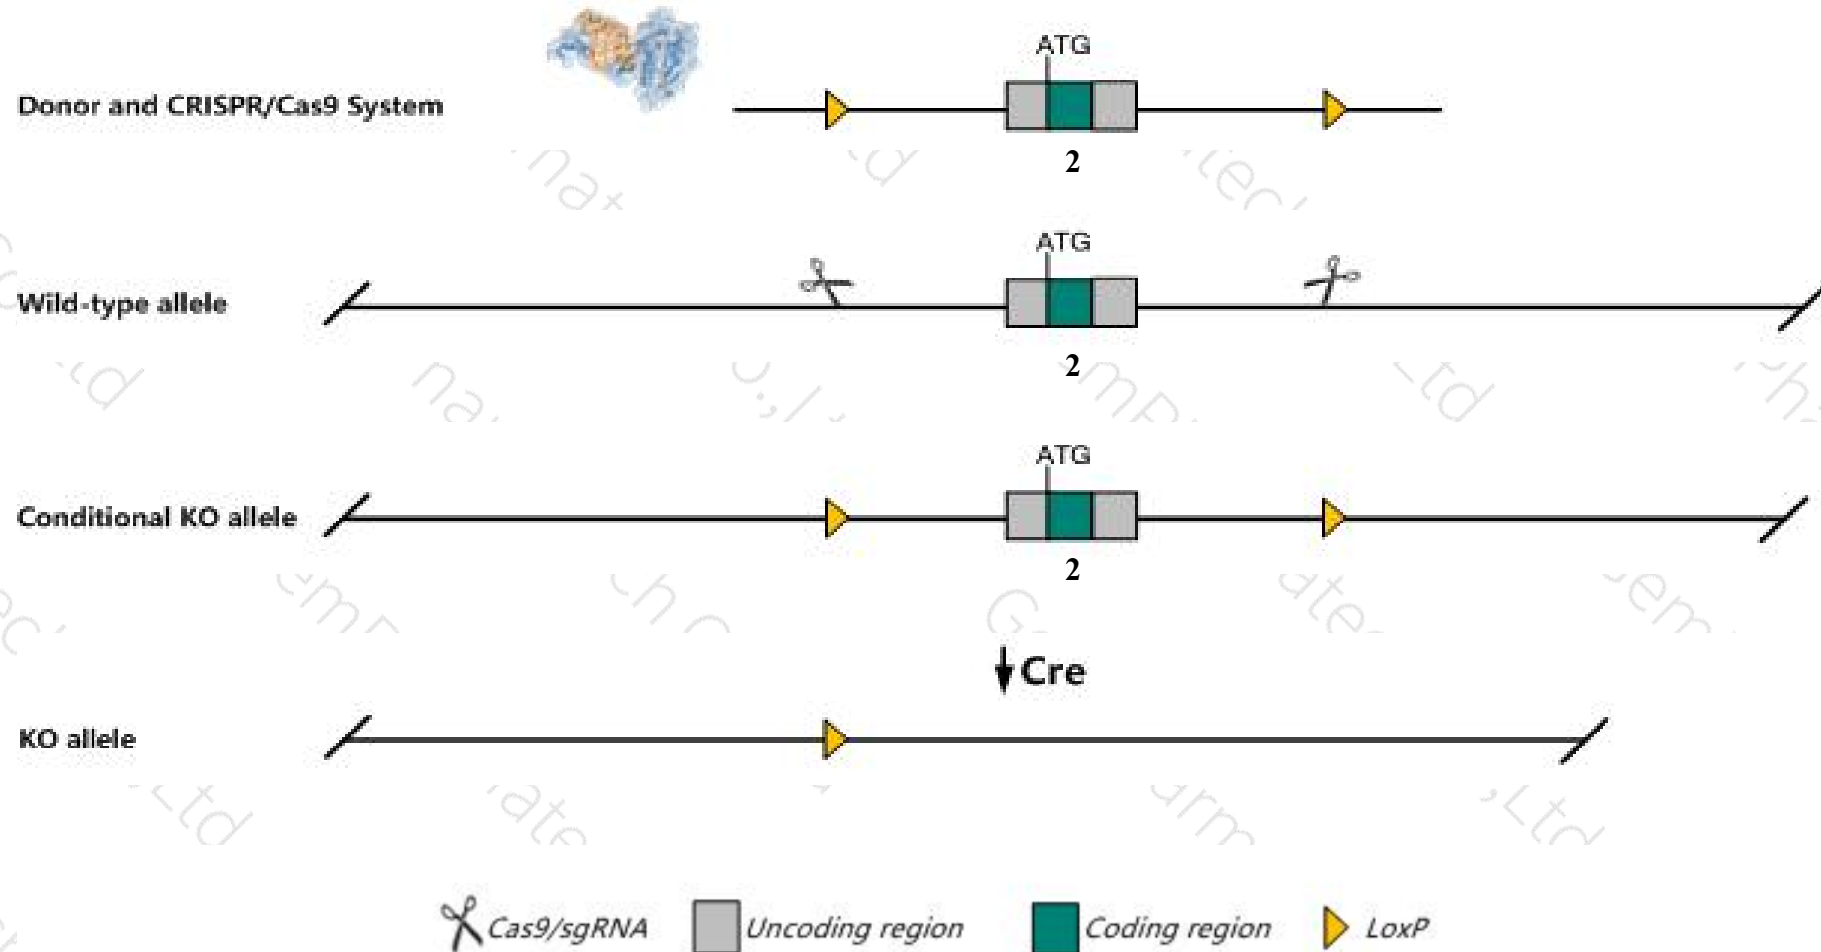 ATG
Donor and CRISPR/Cas9 System
2
ATG
Wild-type allele
2
ATG
Conditional KO allele
2
Cre
KO allele
Cas9/sgRNA Uncoding region Coding region LoxP